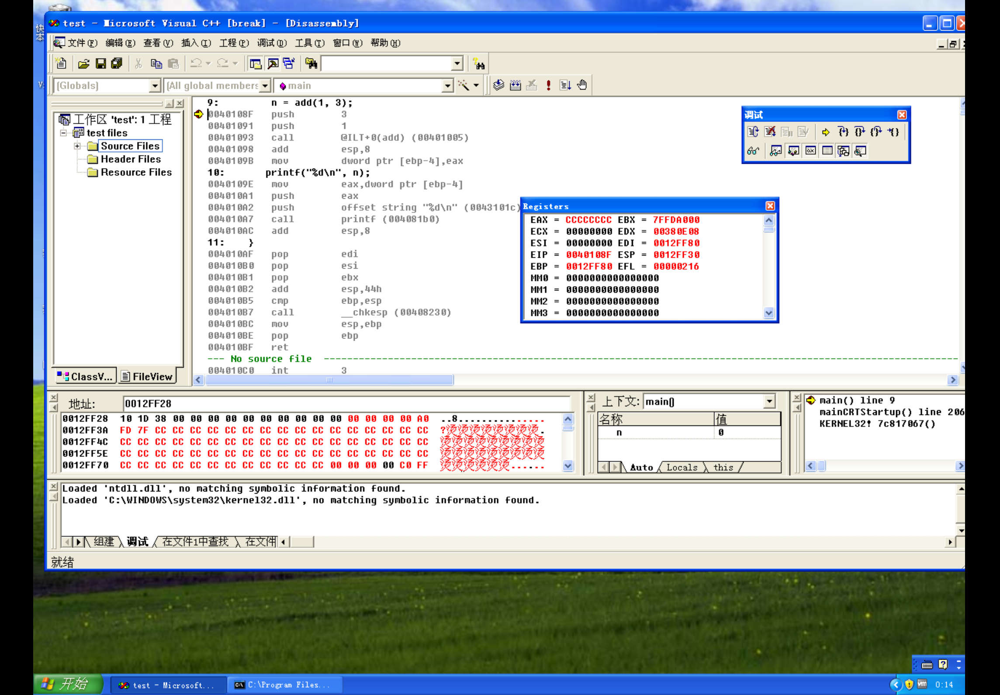 快
本
V:
test - Microsoft Visual C++ [break] - [Disassembly]
文件(F) 编辑(E) 查看(V) 插入(I) 工程(P) 调试(D) 工具(T) 窗口(W) 帮助(H)
(Globals) (All global members main
工作区 'test': 1 工程
test files
Source Files
Header Files
Resource Files
ClassV... FileView
9: n = add(1, 3);
0040108F push 3
00401091 push 1
00401093 call @ILT+0(add) (00401005)
00401098 add esp,8
0040109B mov dword ptr [ebp-4],eax
10: printf("%d\n", n);
0040109E mov eax,dword ptr [ebp-4]
004010A1 push eax
004010A2 push offset string "%d\n" (0043101c)
004010A7 call printf (004081b0)
004010AC add esp,8
11: }
004010AF pop edi
004010B0 pop esi
004010B1 pop ebx
004010B2 add esp,44h
004010B5 cmp ebp,esp
004010B7 call __chkesp (00408230)
004010BC mov esp,ebp
004010BE pop ebp
004010BF ret
--- No source file ---
004010C0 int 3
调试
Registers
EAX = CCCCCCCC EBX = 7FFDA000
ECX = 00000000 EDX = 00380E08
ESI = 00000000 EDI = 0012FF80
EIP = 0040108F ESP = 0012FF30
EBP = 0012FF80 EFL = 00000216
MM0 = 0000000000000000
MM1 = 0000000000000000
MM2 = 0000000000000000
MM3 = 0000000000000000
地址: 0012FF28
0012FF28 10 1D 38 00 00 00 00 00 00 00 00 00 00 00 00 00 00 A0 ..8...............
0012FF3A FD 7F CC CC CC CC CC CC CC CC CC CC CC CC CC CC CC CC ?烫烫烫烫烫烫烫烫.
0012FF4C CC CC CC CC CC CC CC CC CC CC CC CC CC CC CC CC CC CC 烫烫烫烫烫烫烫烫烫
0012FF5E CC CC CC CC CC CC CC CC CC CC CC CC CC CC CC CC CC CC 烫烫烫烫烫烫烫烫烫
0012FF70 CC CC CC CC CC CC CC CC CC CC CC CC 00 00 00 00 C0 FF 烫烫烫烫烫烫......
上下文: main()
名称 值
n 0
Auto Locals this
main() line 9
mainCRTStartup() line 206
KERNEL32! 7c817067()
Loaded 'ntdll.dll', no matching symbolic information found.
Loaded 'C:\WINDOWS\system32\kernel32.dll', no matching symbolic information found.
组建 调试 在文件1中查找 在文件
就绪
开始 test - Microsoft... C:\Program Files... 0:14